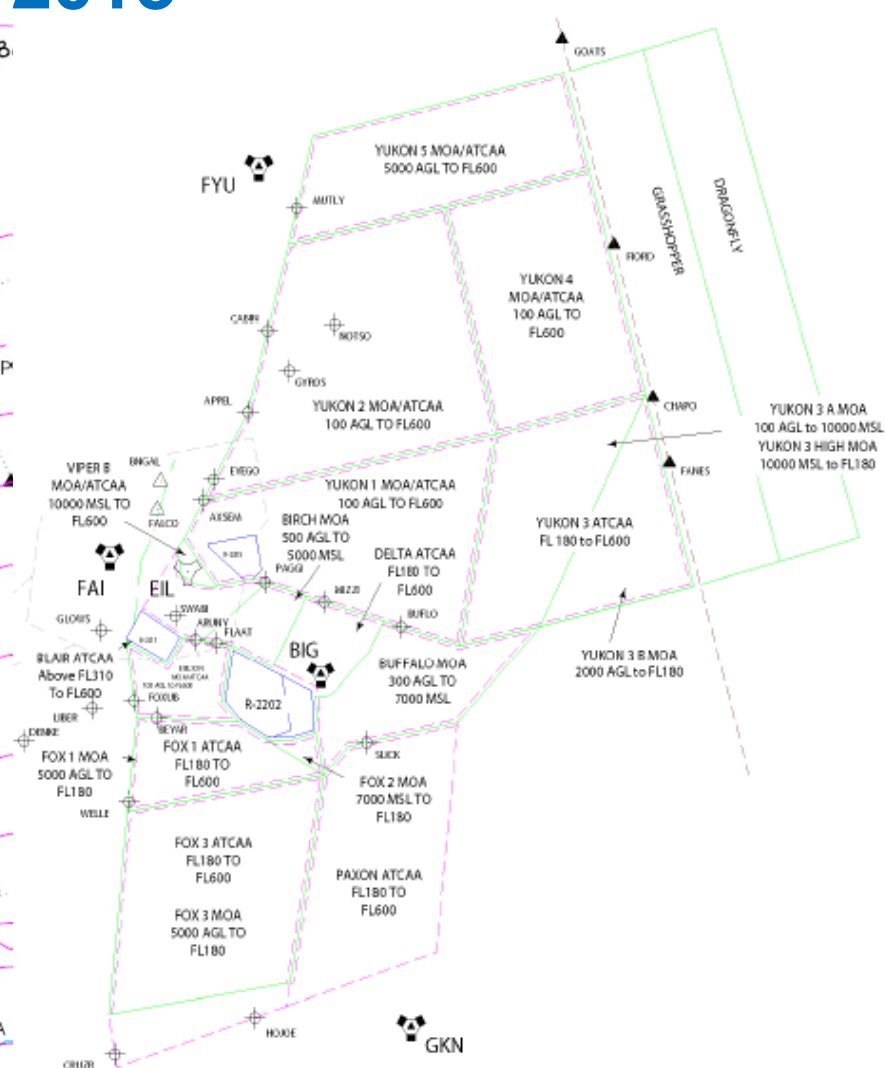 GOATS
YUKON 5 MOA/ATCAA
5000 AGL TO FL600
FYU
MUTLY
GRASSHOPPER
DRAGONFLY
FIORD
YUKON 4
MOA/ATCAA
100 AGL TO
FL600
CABIN
NOTSO
GYROS
APPEL
YUKON 2 MOA/ATCAA
100 AGL TO FL600
CHAPO
YUKON 3 A MOA
100 AGL to 10000 MSL
YUKON 3 HIGH MOA
10000 MSL to FL180
FANES
VIPER B
MOA/ATCAA
10000 MSL TO
FL600
BNGAL
EYEGO
YUKON 1 MOA/ATCAA
100 AGL TO FL600
AXSEM
FALCO
BIRCH MOA
500 AGL TO
5000 MSL
YUKON 3 ATCAA
FL 180 to FL600
DELTA ATCAA
FL180 TO
FL600
PAGGI
FAI
EIL
MIZZI
SWABI
GLOWS
ARUNY
FLAAT
BUFLO
BIG
BLAIR ATCAA
Above FL310
To FL600
YUKON 3 B MOA
2000 AGL to FL180
BUFFALO MOA
300 AGL TO
7000 MSL
R-2202
FOXUB
LIBER
BEYAR
DENKE
FOX 1 MOA
5000 AGL TO
FL180
FOX 1 ATCAA
FL180 TO
FL600
SLICK
FOX 2 MOA
7000 MSL TO
FL180
WELLE
FOX 3 ATCAA
FL180 TO
FL600
PAXON ATCAA
FL180 TO
FL600
FOX 3 MOA
5000 AGL TO
FL180
HOJOE
GKN